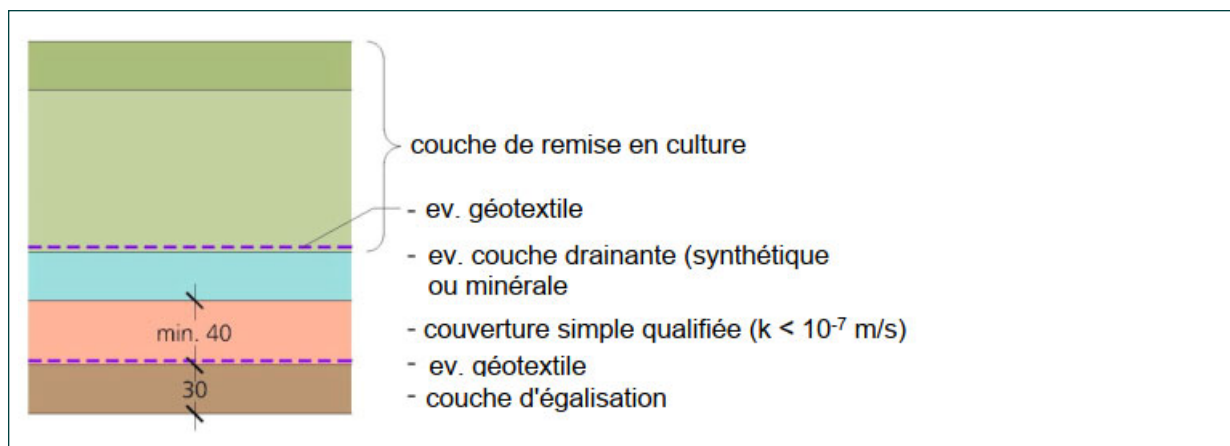 couche de remise en culture
- ev. géotextile
- ev. couche drainante (synthétique
ou minérale
min. 40
- couverture simple qualifiée (k < 10⁻⁷ m/s)
- ev. géotextile
30
- couche d'égalisation